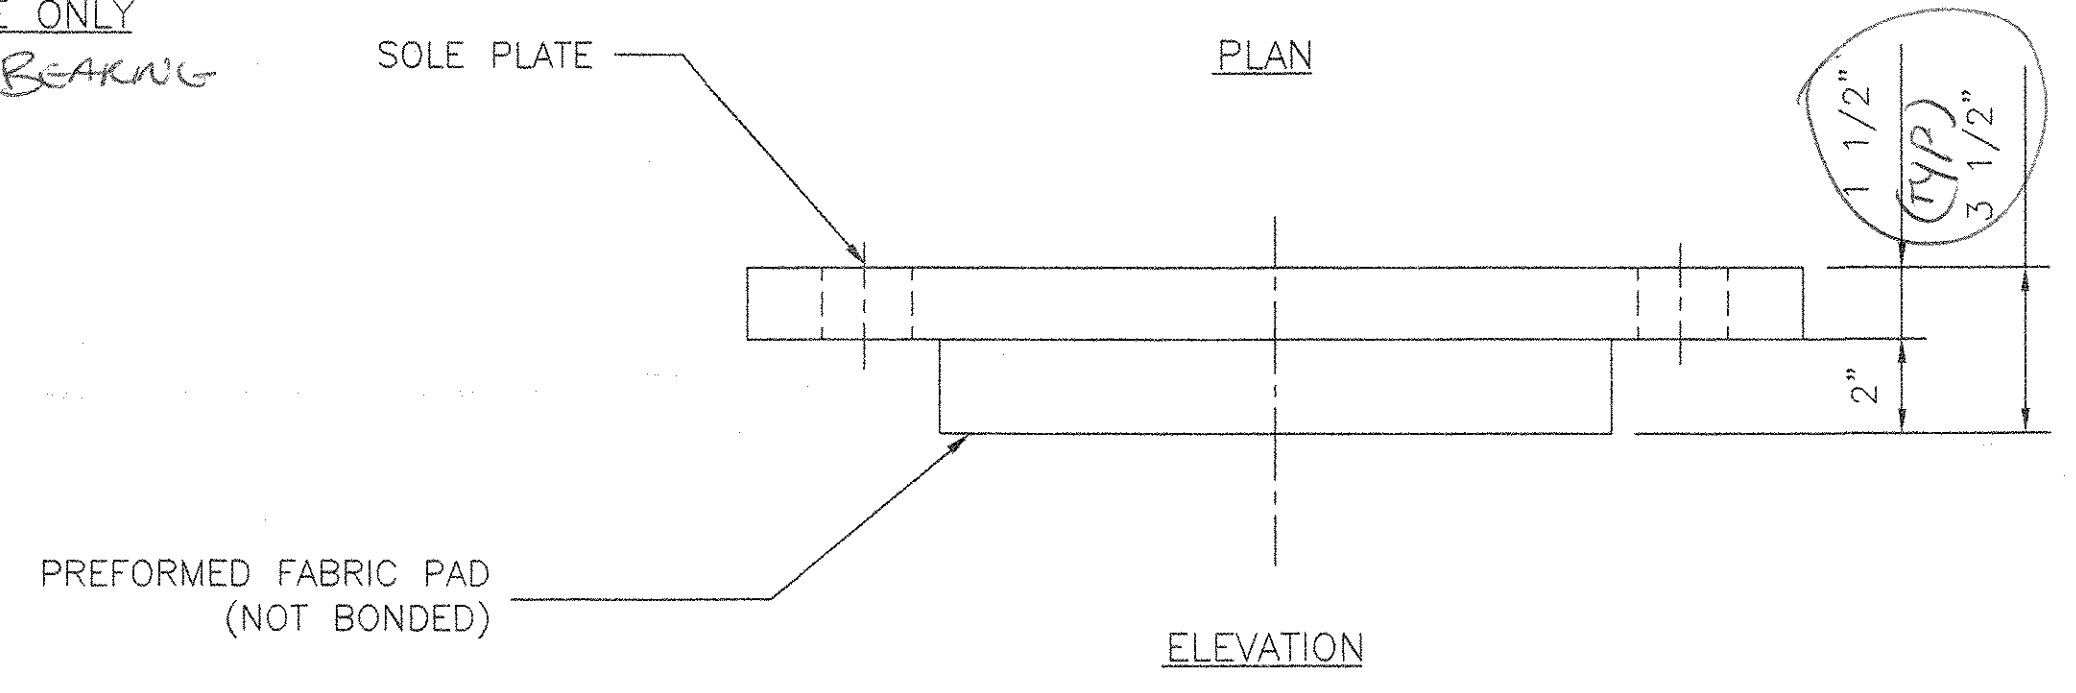 E ONLY
BEARING
SOLE PLATE
PLAN
1 1/2"
(TYP)
3 1/2"
2"
PREFORMED FABRIC PAD
(NOT BONDED)
ELEVATION